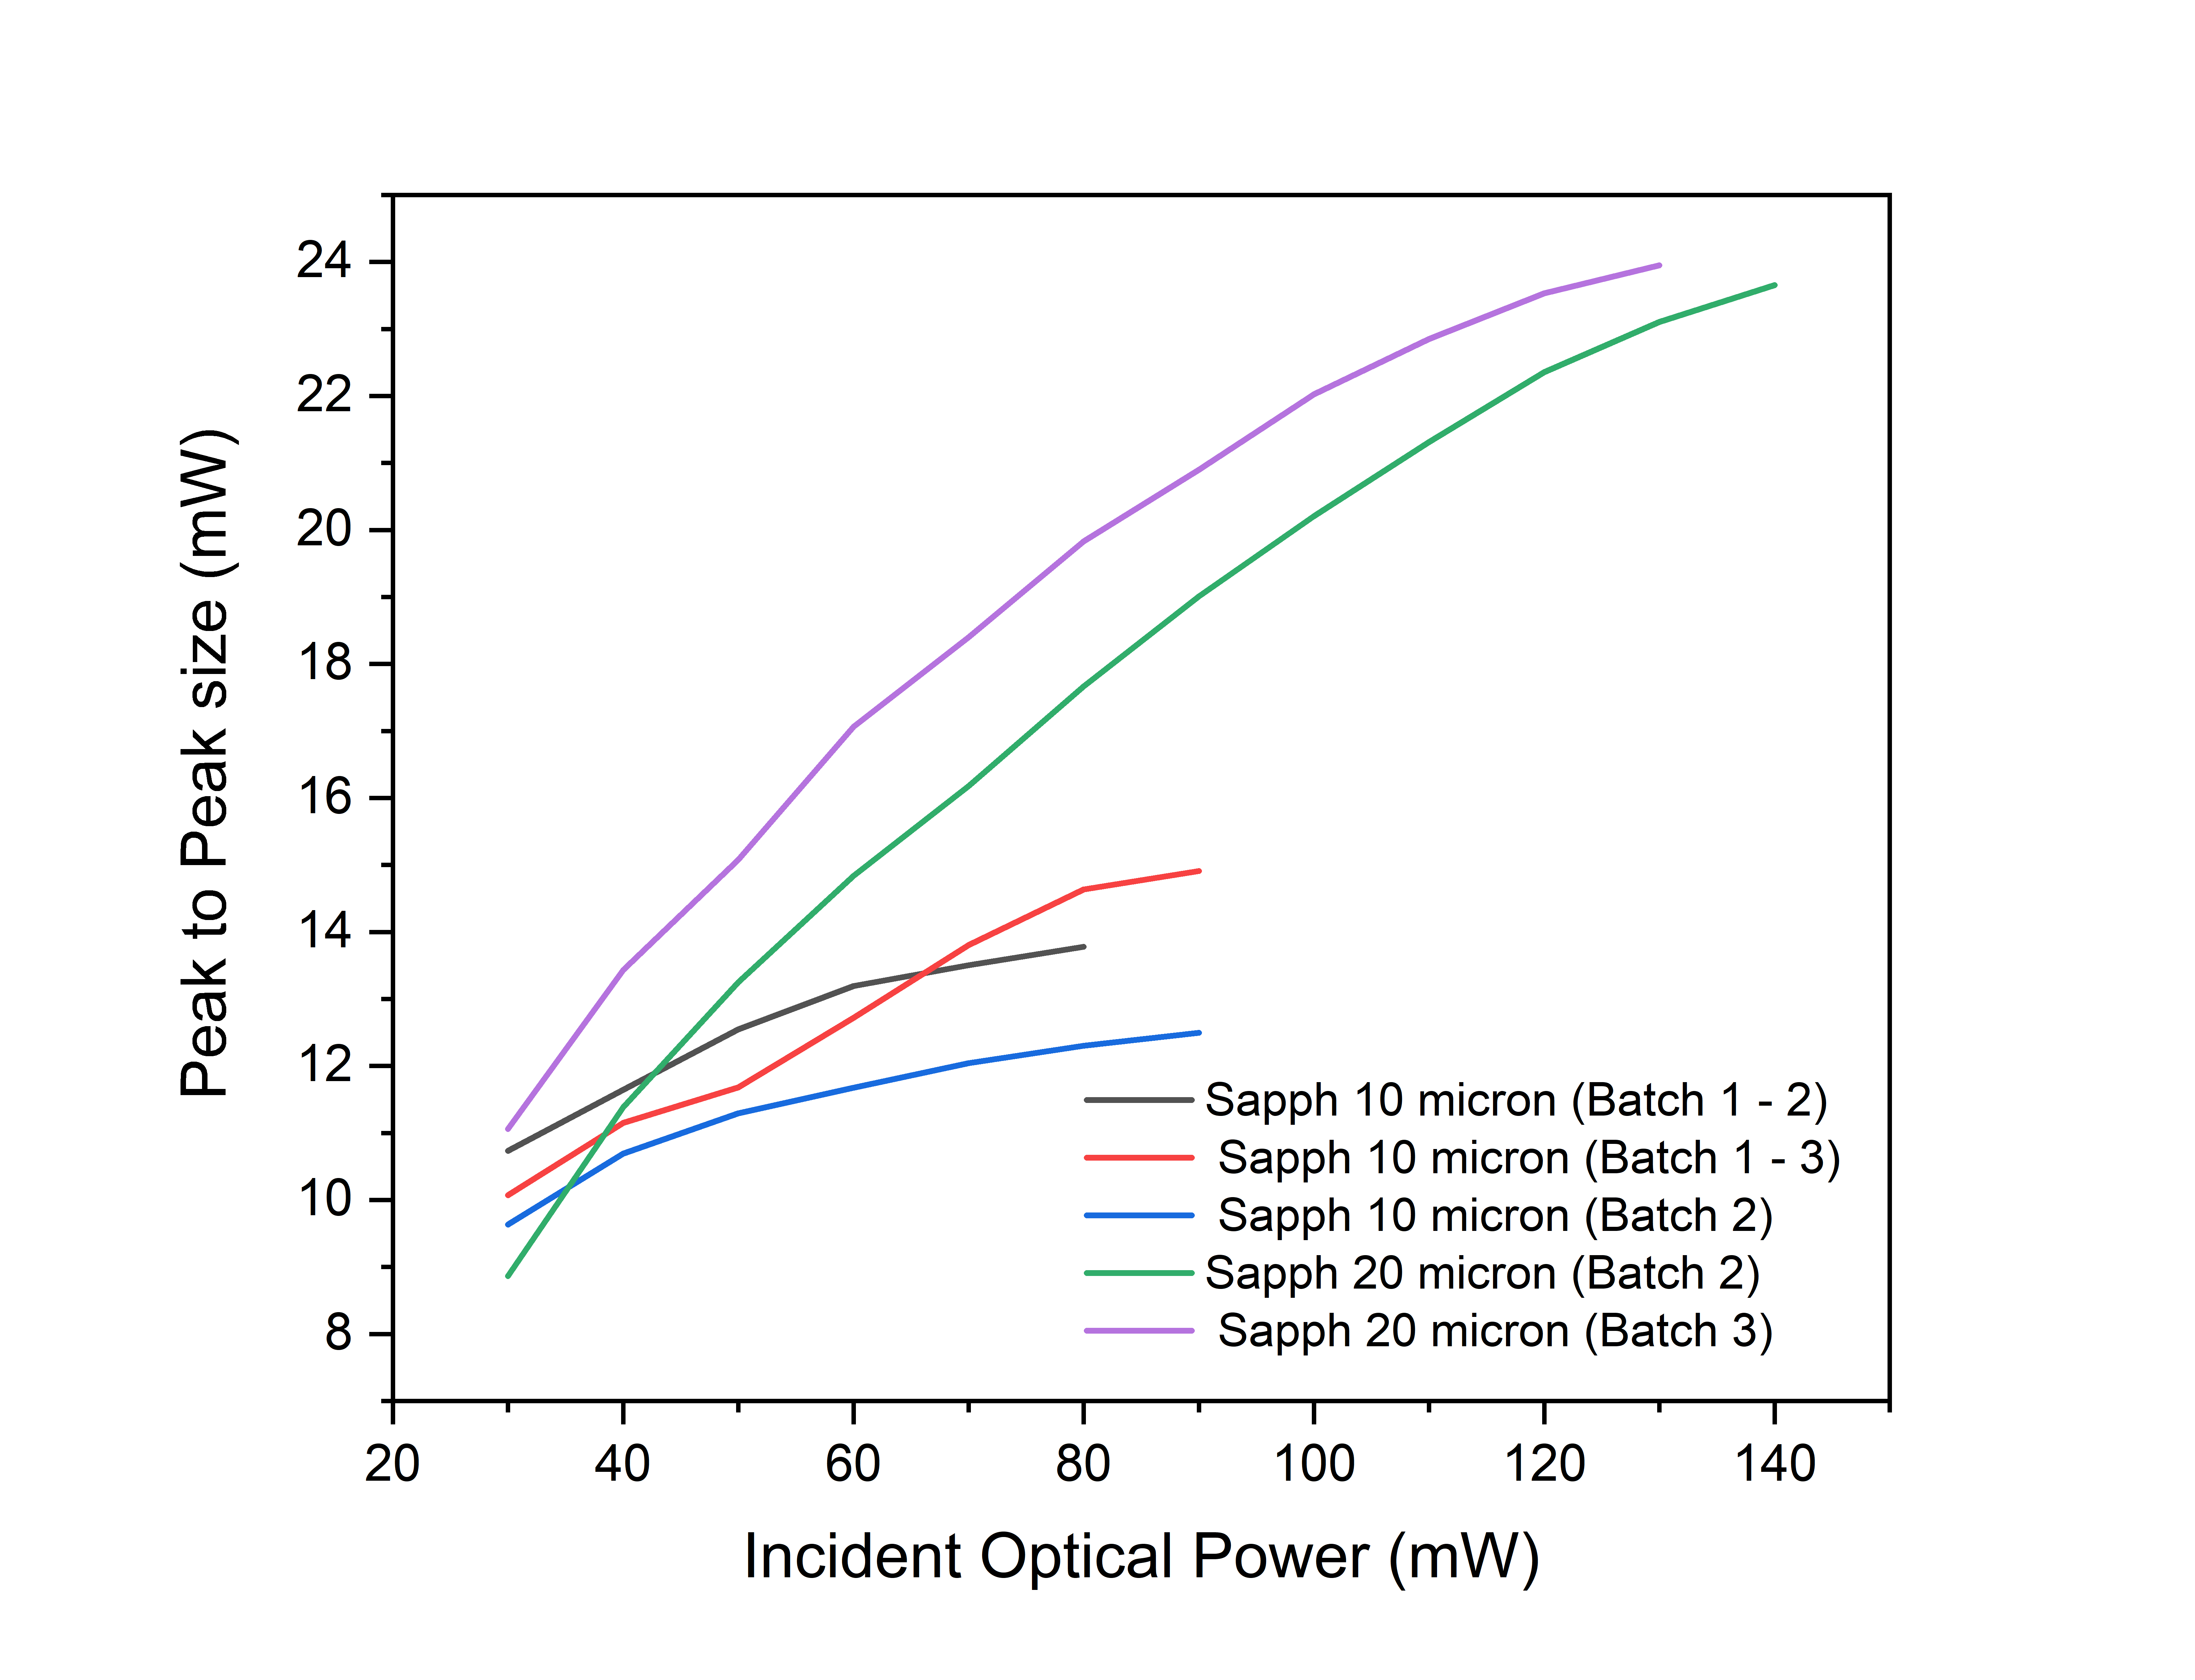 Peak to Peak size (mW)
24
22
20
18
16
14
12
10
8
Sapph 10 micron (Batch 1 - 2)
Sapph 10 micron (Batch 1 - 3)
Sapph 10 micron (Batch 2)
Sapph 20 micron (Batch 2)
Sapph 20 micron (Batch 3)
20 40 60 80 100 120 140
Incident Optical Power (mW)